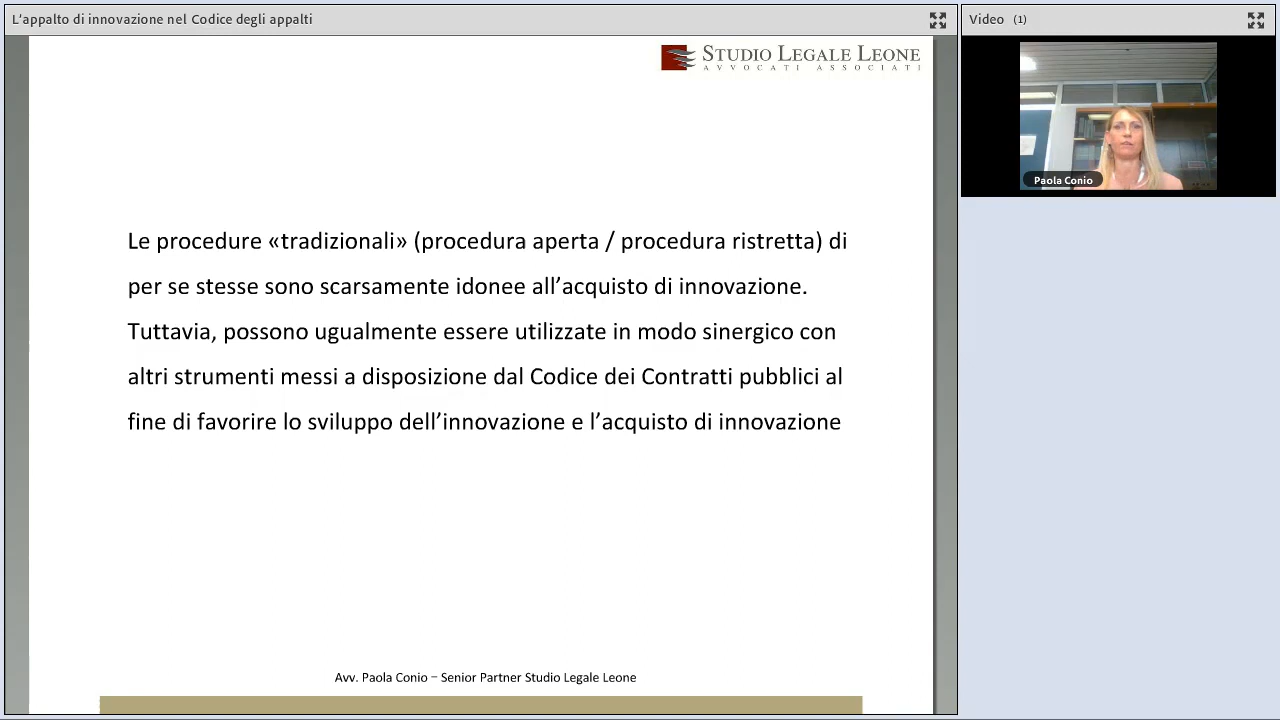 L'appalto di innovazione nel Codice degli appalti
Video (1)
STUDIO LEGALE LEONE
AVVOCATI ASSOCIATI
Paola Conio
Le procedure «tradizionali» (procedura aperta / procedura ristretta) di
per se stesse sono scarsamente idonee all’acquisto di innovazione.
Tuttavia, possono ugualmente essere utilizzate in modo sinergico con
altri strumenti messi a disposizione dal Codice dei Contratti pubblici al
fine di favorire lo sviluppo dell’innovazione e l’acquisto di innovazione
Avv. Paola Conio – Senior Partner Studio Legale Leone